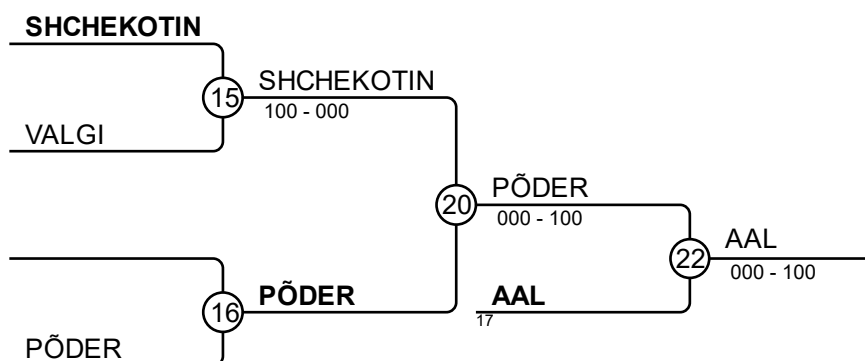 SHCHEKOTIN
15
SHCHEKOTIN
100 - 000
VALGI
20
PÕDER
000 - 100
22
AAL
000 - 100
16
PÕDER
AAL
17
PÕDER